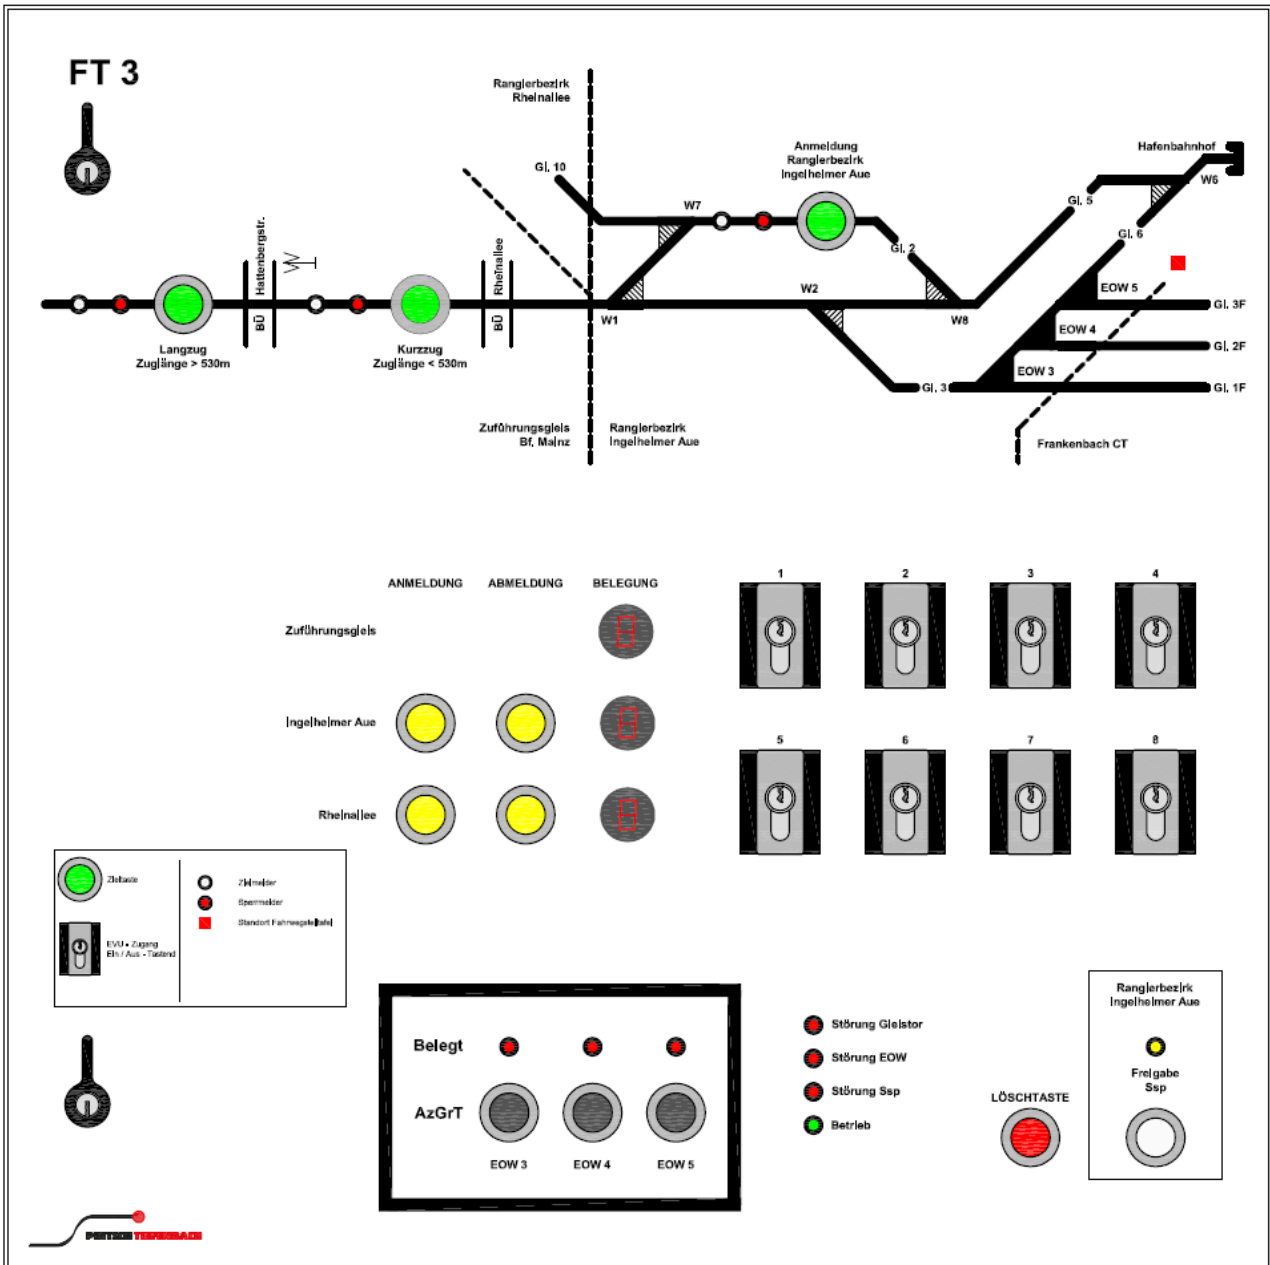 FT 3
Rangierbezirk
Rheinallee
Anmeldung
Rangierbezirk
Ingelheimer Aue
Hafenbahnhof
Gl. 10
W6
Gl. 5
W7
Gl. 6
Gl. 2
BÜ Hattenbergstr.
BÜ Rheinallee
EOW 5
W2
W1
W8
Gl. 3F
EOW 4
Langzug
Zuglänge > 530m
Kurzzug
Zuglänge < 530m
Gl. 2F
EOW 3
Gl. 3
Gl. 1F
Zuführungsgleis
Bf. Mainz
Rangierbezirk
Ingelheimer Aue
Frankenbach CT
ANMELDUNG ABMELDUNG BELEGUNG
1 2 3 4
Zuführungsgleis
Ingelheimer Aue
5 6 7 8
Rheinallee
Zieltaste
EVU - Zugang
Ein / Aus - Tastend
Zielmelder
Sperrmelder
Standort Fahrwegstelltafel
Belegt
AzGrT
EOW 3 EOW 4 EOW 5
Störung Gleistor
Störung EOW
Störung Ssp
Betrieb
LÖSCHTASTE
Rangierbezirk
Ingelheimer Aue
Freigabe
Ssp
PINTSCH TIEFENBACH